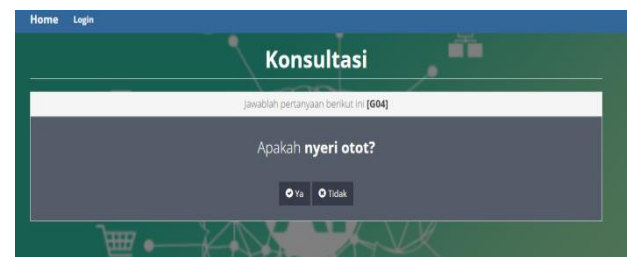 Home Login
Konsultasi
Jawablah pertanyaan berikut ini [G04]
Apakah nyeri otot?
Ya Tidak